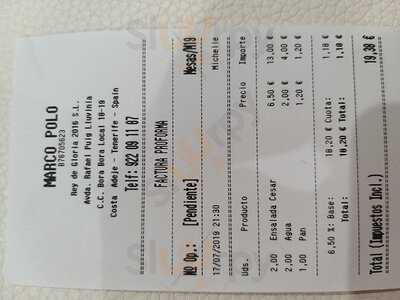 MARCO POLO
B76705623
Rey de Gloria 2016 S.L.
Avda. Rafael Puig Lluvinia
C.C. Bora Bora Local 18-19
Costa Adeje - Tenerife - Spain
Telf: 922 09 11 87
FACTURA PROFORMA
Nº Op.: [Pendiente] Mesas/M19
17/07/2019 21:30 Michelle
Uds. Producto Precio Importe
2,00 Ensalada Cesar 6,50 € 13,00 €
2,00 Agua 2,00 € 4,00 €
1,00 Pan 1,20 € 1,20 €
6,50 %: Base: 18,20 € Cuota: 1,18 €
Total: 18,20 € Total: 1,18 €
Total (Impuestos Incl.) 19,38 €